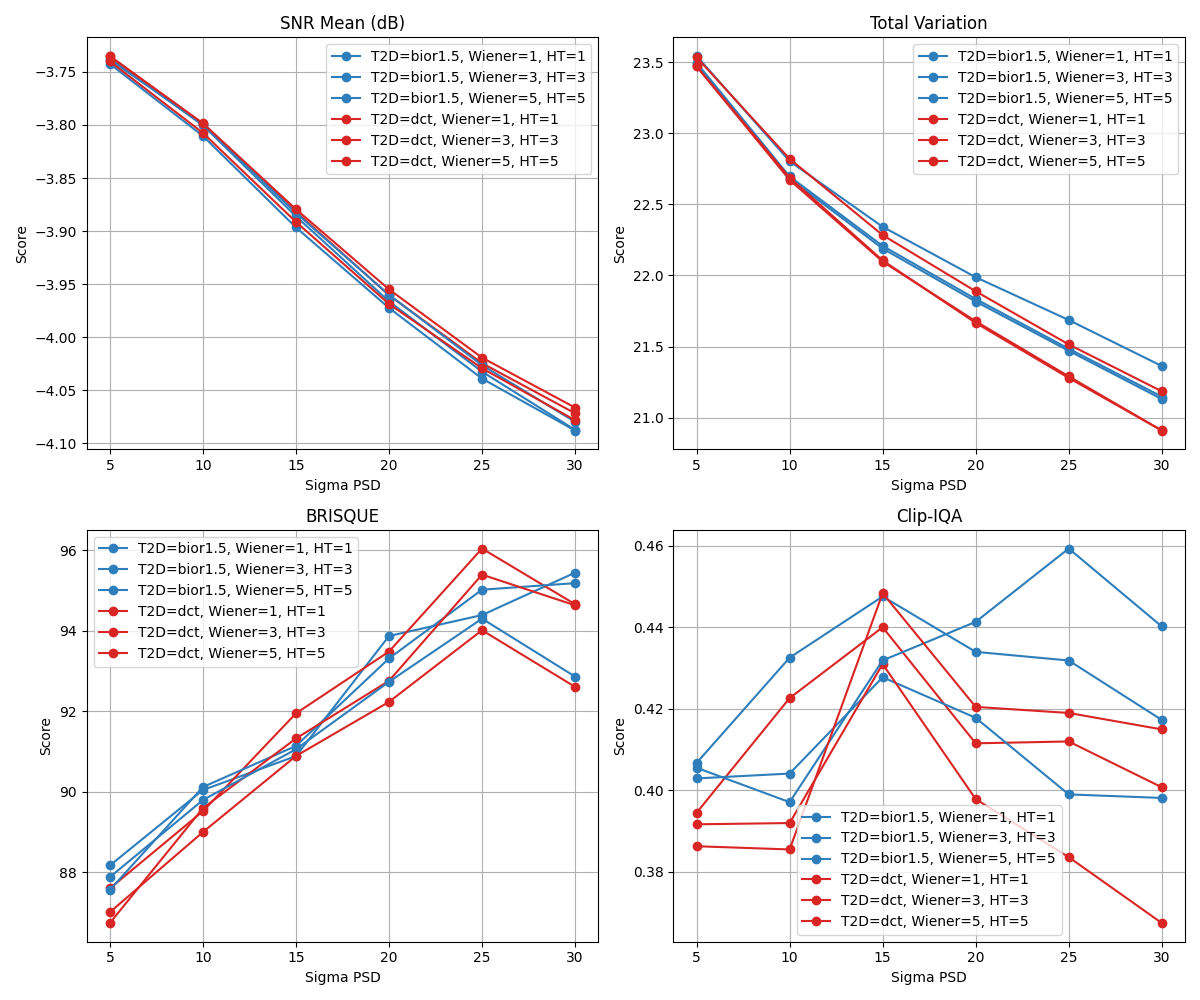 SNR Mean (dB)
T2D=bior1.5, Wiener=1, HT=1
T2D=bior1.5, Wiener=3, HT=3
T2D=bior1.5, Wiener=5, HT=5
T2D=dct, Wiener=1, HT=1
T2D=dct, Wiener=3, HT=3
T2D=dct, Wiener=5, HT=5
−3.75
−3.80
−3.85
−3.90
−3.95
−4.00
−4.05
−4.10
Score
5 10 15 20 25 30
Sigma PSD
Total Variation
T2D=bior1.5, Wiener=1, HT=1
T2D=bior1.5, Wiener=3, HT=3
T2D=bior1.5, Wiener=5, HT=5
T2D=dct, Wiener=1, HT=1
T2D=dct, Wiener=3, HT=3
T2D=dct, Wiener=5, HT=5
23.5
23.0
22.5
22.0
21.5
21.0
Score
5 10 15 20 25 30
Sigma PSD
BRISQUE
T2D=bior1.5, Wiener=1, HT=1
T2D=bior1.5, Wiener=3, HT=3
T2D=bior1.5, Wiener=5, HT=5
T2D=dct, Wiener=1, HT=1
T2D=dct, Wiener=3, HT=3
T2D=dct, Wiener=5, HT=5
96
94
92
90
88
Score
5 10 15 20 25 30
Sigma PSD
Clip-IQA
0.46
0.44
0.42
0.40
0.38
Score
T2D=bior1.5, Wiener=1, HT=1
T2D=bior1.5, Wiener=3, HT=3
T2D=bior1.5, Wiener=5, HT=5
T2D=dct, Wiener=1, HT=1
T2D=dct, Wiener=3, HT=3
T2D=dct, Wiener=5, HT=5
5 10 15 20 25 30
Sigma PSD